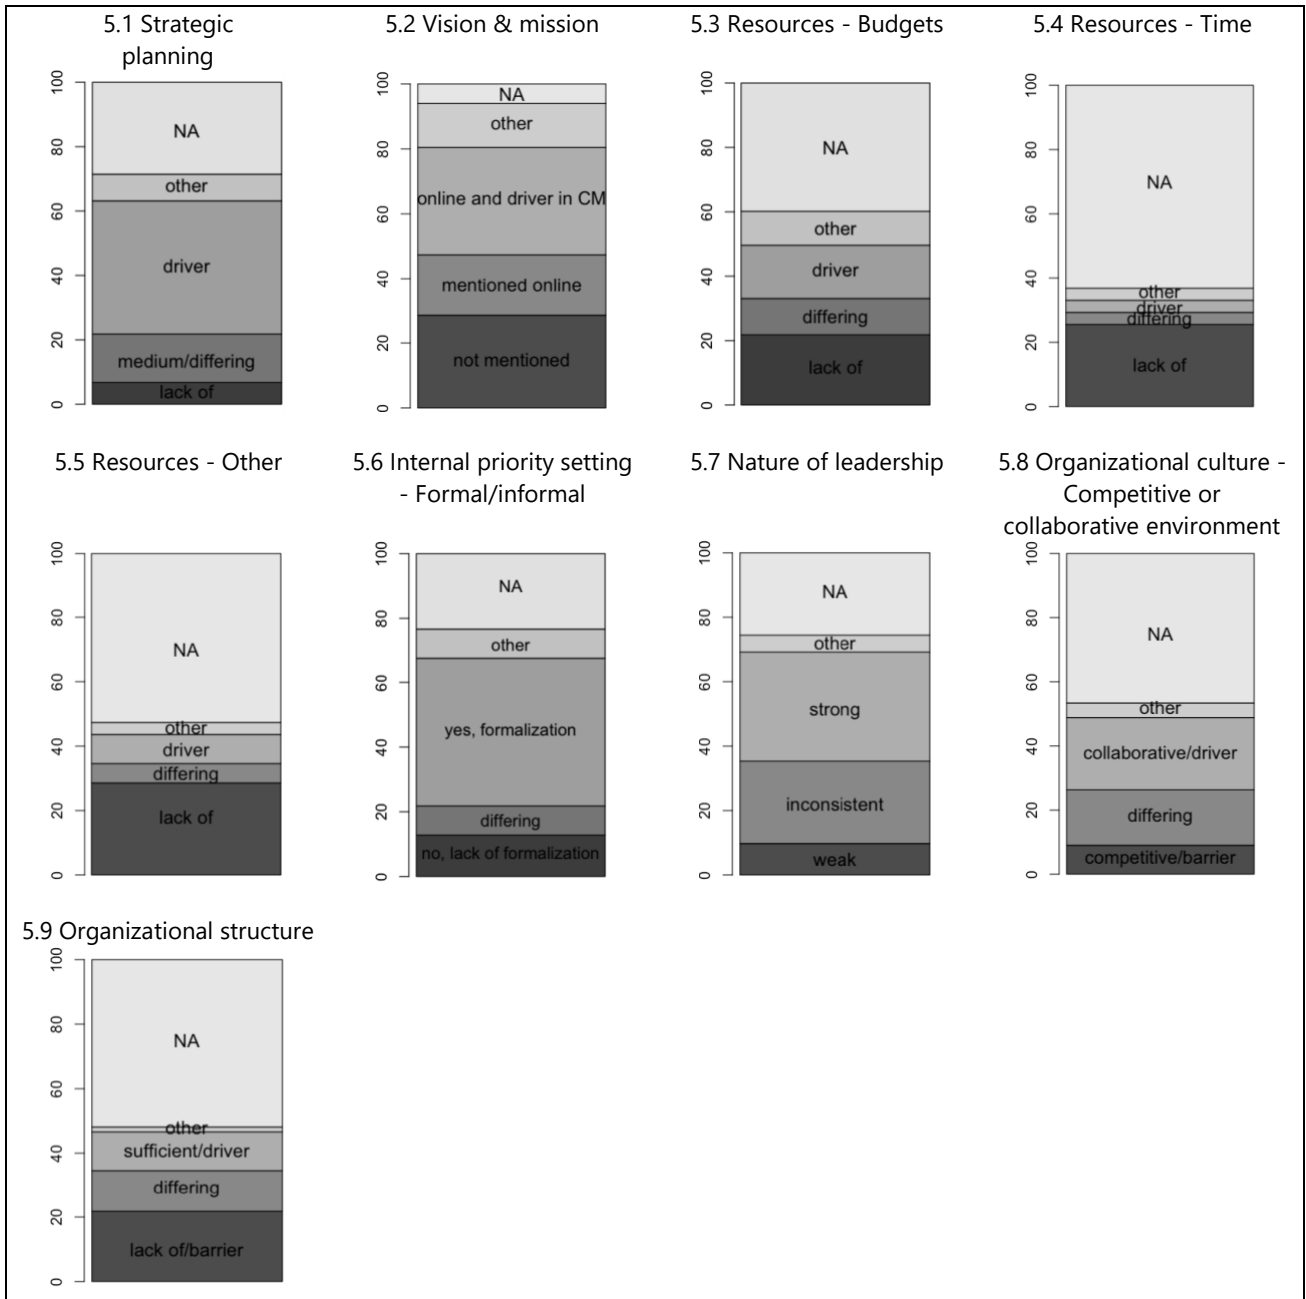 5.1 Strategic
planning
100
80
60
40
20
0
NA
other
driver
medium/differing
lack of
5.2 Vision & mission
100
80
60
40
20
0
NA
other
online and driver in CM
mentioned online
not mentioned
5.3 Resources - Budgets
100
80
60
40
20
0
NA
other
driver
differing
lack of
5.4 Resources - Time
100
80
60
40
20
0
NA
other
driver
differing
lack of
5.5 Resources - Other
100
80
60
40
20
0
NA
other
driver
differing
lack of
5.6 Internal priority setting
- Formal/informal
100
80
60
40
20
0
NA
other
yes, formalization
differing
no, lack of formalization
5.7 Nature of leadership
100
80
60
40
20
0
NA
other
strong
inconsistent
weak
5.8 Organizational culture -
Competitive or
collaborative environment
100
80
60
40
20
0
NA
other
collaborative/driver
differing
competitive/barrier
5.9 Organizational structure
100
80
60
40
20
0
NA
other
sufficient/driver
differing
lack of/barrier